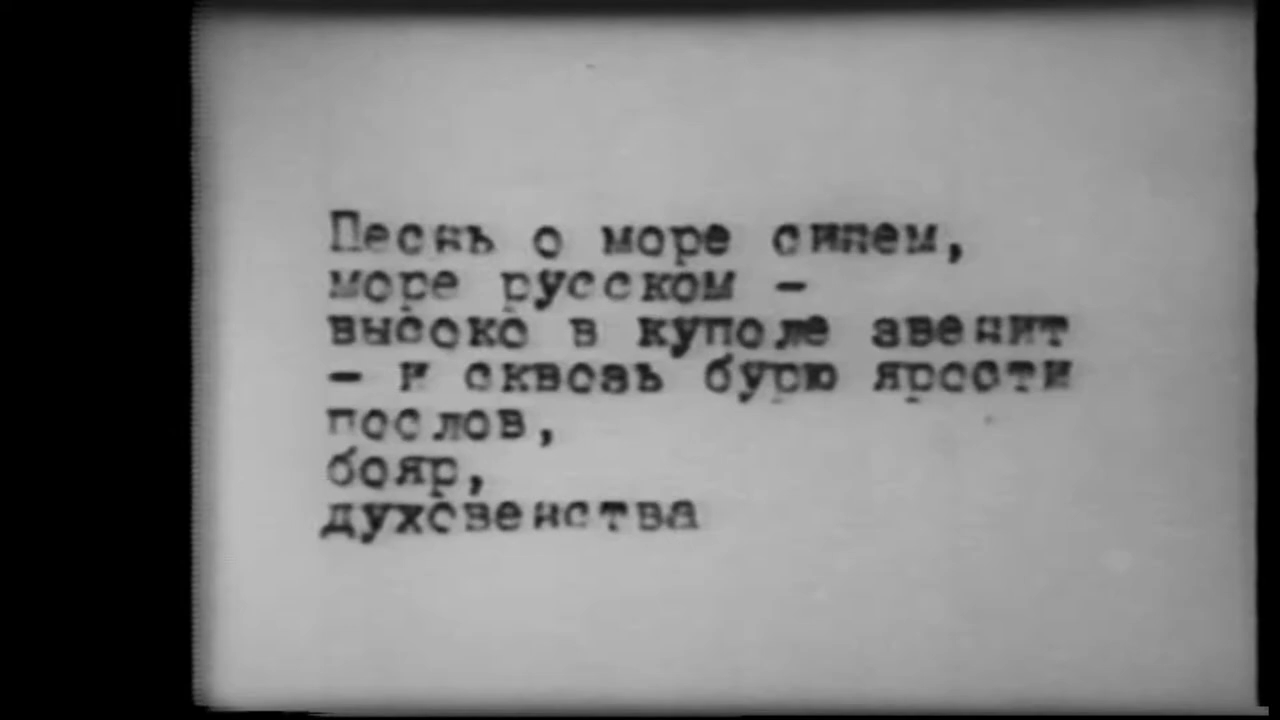 Песнь о море синем,
море русском –
высоко в куполе звенит
– и сквозь бурю ярости
послов,
бояр,
духовенства